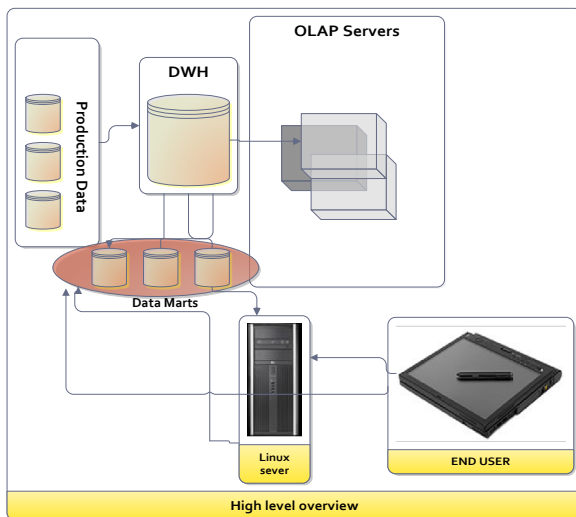 OLAP Servers
DWH
Production Data
Data Marts
Linux
sever
END USER
High level overview